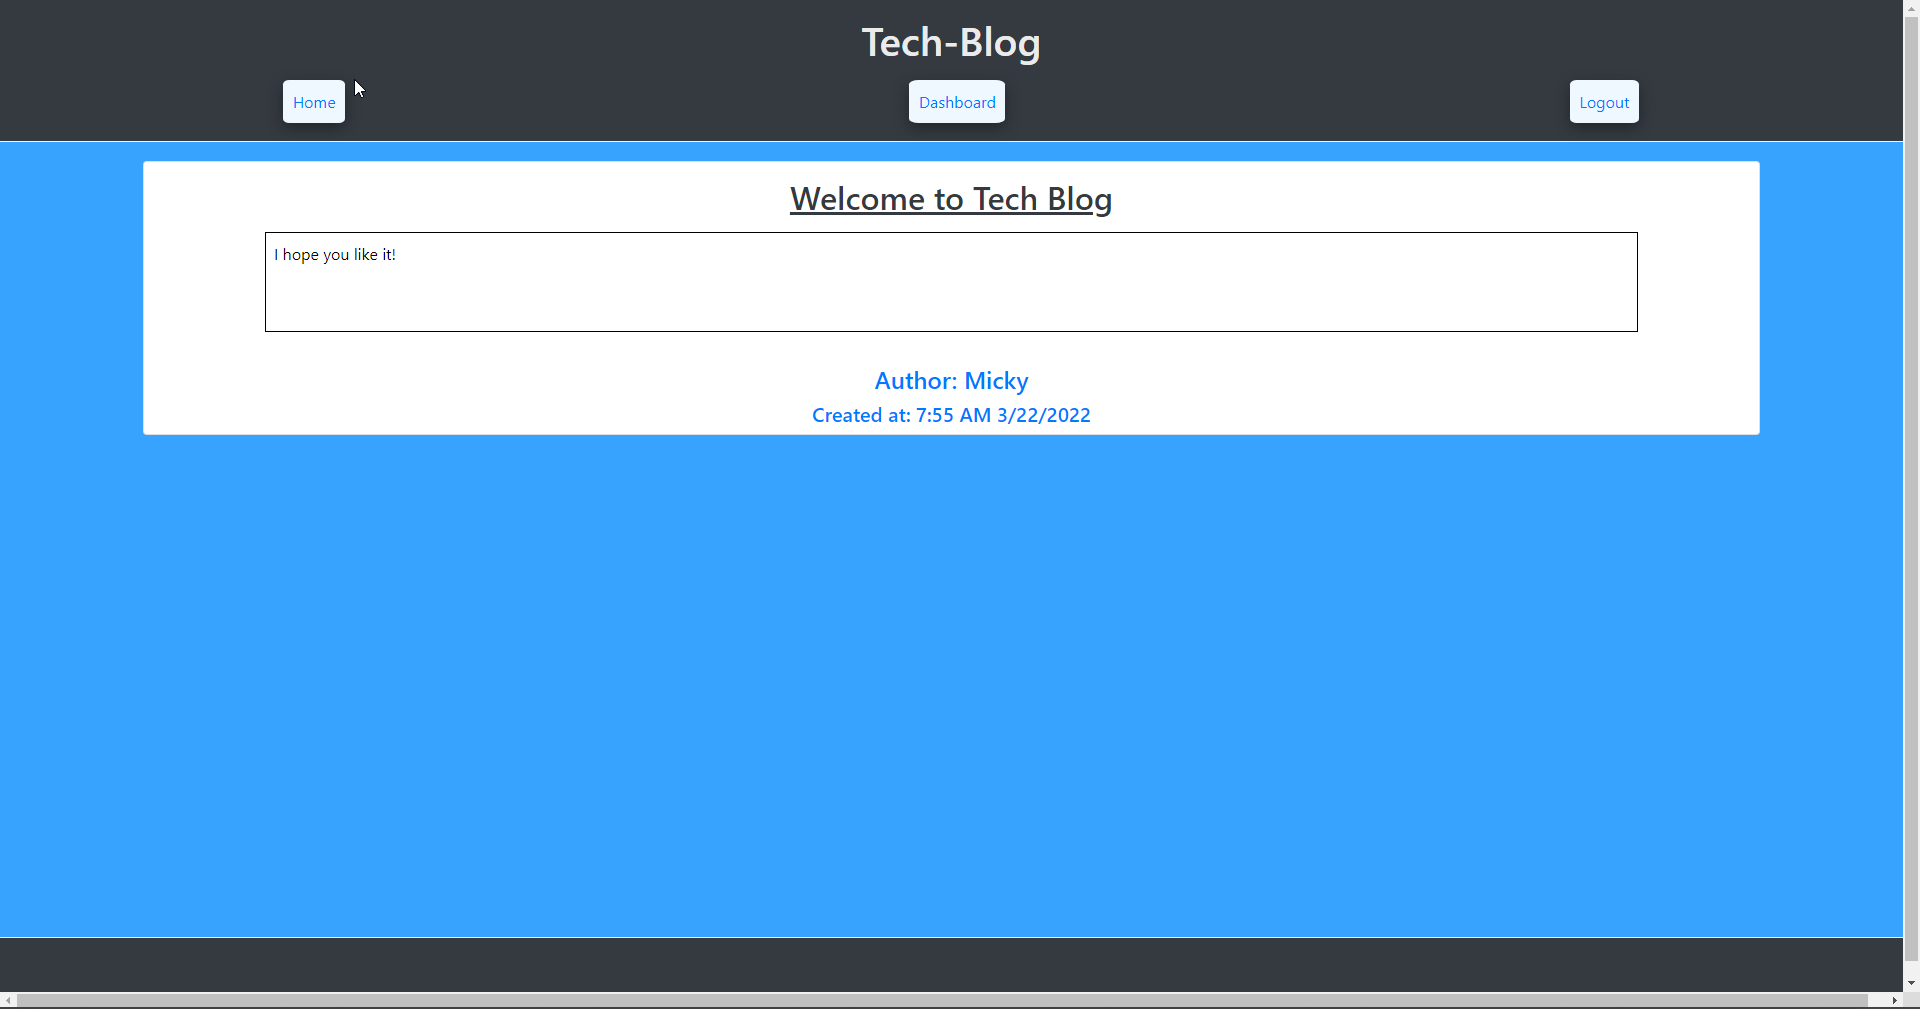 Tech-Blog
Home Dashboard Logout
Welcome to Tech Blog
I hope you like it!
Author: Micky
Created at: 7:55 AM 3/22/2022